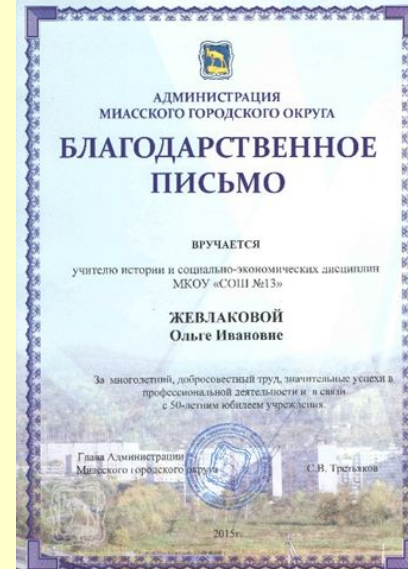 АДМИНИСТРАЦИЯ
МИАССКОГО ГОРОДСКОГО ОКРУГА
БЛАГОДАРСТВЕННОЕ
ПИСЬМО
ВРУЧАЕТСЯ
учителю истории и социально-экономических дисциплин
МКОУ «СОШ №13»
ЖЕВЛАКОВОЙ
Ольге Ивановне
За многолетний, добросовестный труд, значительные успехи в
профессиональной деятельности и в связи
с 50-летним юбилеем учреждения.
Глава Администрации
Миасского городского округа
С.В. Третьяков
2015г.